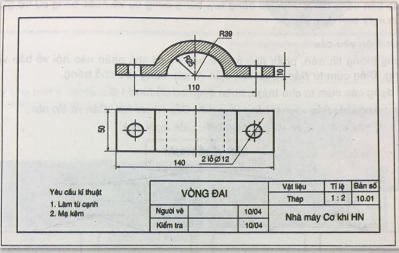 R39
R25
10
110
50
140
2 lỗ Ø12
Yêu cầu kĩ thuật
1. Làm tù cạnh
2. Mạ kẽm
VÒNG ĐAI
Vật liệu Tỉ lệ Bản số
Thép 1 : 2 10.01
Người vẽ 10/04
Kiểm tra 10/04
Nhà máy Cơ khí HN